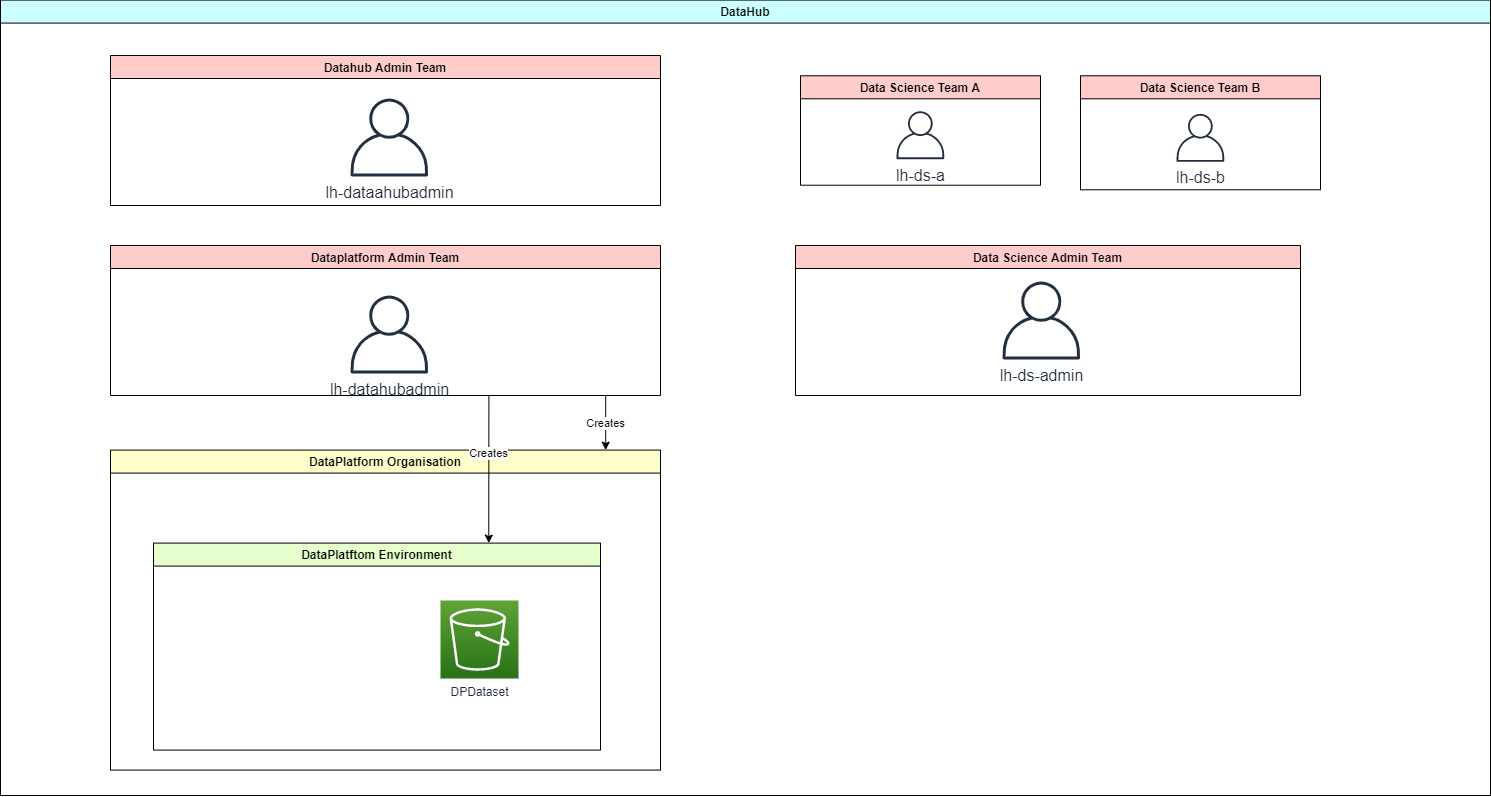 DataHub
Datahub Admin Team
lh-dataahubadmin
Data Science Team A
lh-ds-a
Data Science Team B
lh-ds-b
Dataplatform Admin Team
lh-datahubadmin
Data Science Admin Team
lh-ds-admin
Creates
Creates
DataPlatform Organisation
DataPlatftom Environment
DPDataset